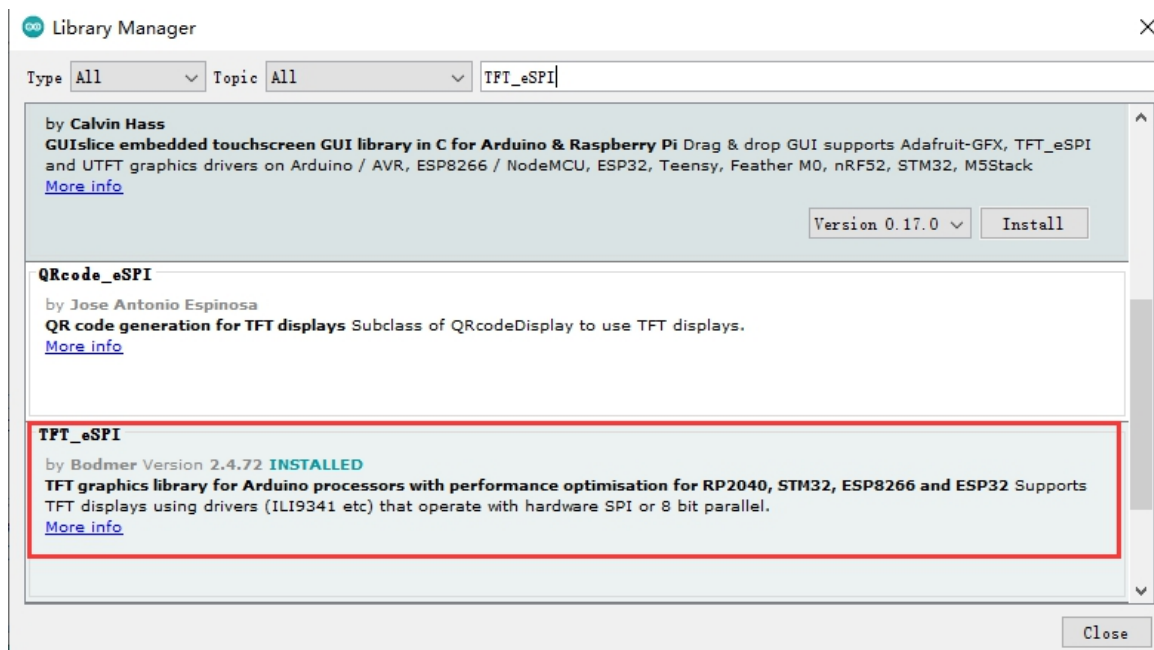 Library Manager
Type All Topic All TFT_eSPI
by Calvin Hass
GUIslice embedded touchscreen GUI library in C for Arduino & Raspberry Pi Drag & drop GUI supports Adafruit-GFX, TFT_eSPI
and UTFT graphics drivers on Arduino / AVR, ESP8266 / NodeMCU, ESP32, Teensy, Feather M0, nRF52, STM32, M5Stack
More info
Version 0.17.0 Install
QRcode_eSPI
by Jose Antonio Espinosa
QR code generation for TFT displays Subclass of QRcodeDisplay to use TFT displays.
More info
TFT_eSPI
by Bodmer Version 2.4.72 INSTALLED
TFT graphics library for Arduino processors with performance optimisation for RP2040, STM32, ESP8266 and ESP32 Supports
TFT displays using drivers (ILI9341 etc) that operate with hardware SPI or 8 bit parallel.
More info
Close